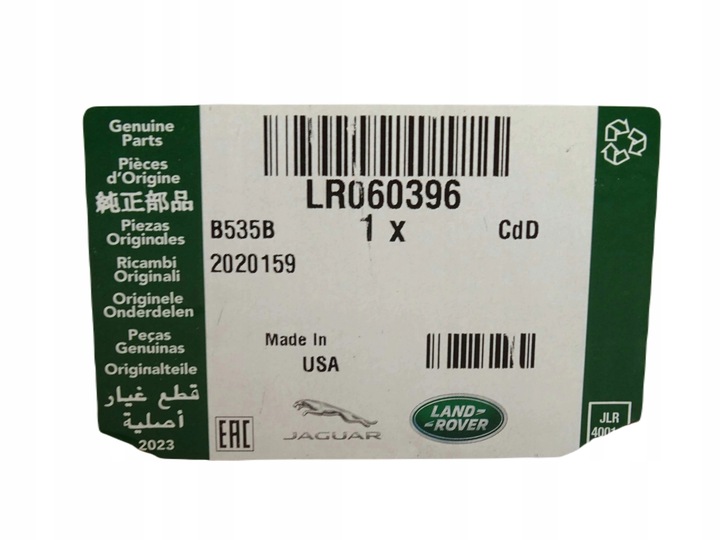 Genuine
Parts
Pièces
d'Origine
純正部品
Piezas
Originales
Ricambi
Originali
Originele
Onderdelen
Peças
Genuinas
Originalteile
قطع غيار
أصلية
2023
LR060396
B535B
1 x
CdD
2020159
Made In
USA
EAC
JAGUAR
LAND-
-ROVER
JLR